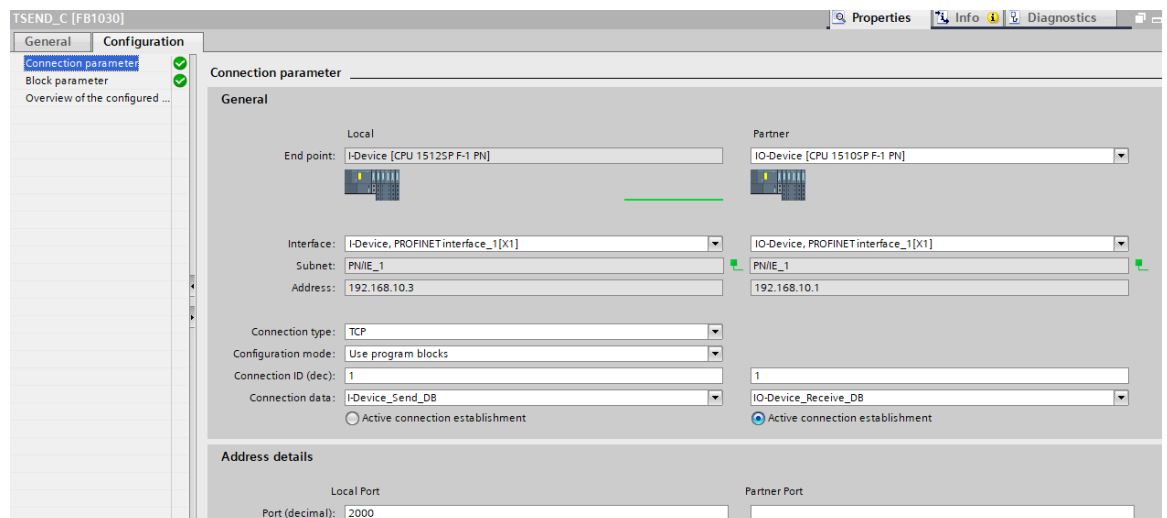 TSEND_C [FB1030]
Properties Info Diagnostics
General Configuration
Connection parameter
Block parameter
Overview of the configured ...
Connection parameter
General
Local Partner
End point: I-Device [CPU 1512SP F-1 PN] IO-Device [CPU 1510SP F-1 PN]
Interface: I-Device, PROFINET interface_1[X1] IO-Device, PROFINET interface_1[X1]
Subnet: PN/IE_1 PN/IE_1
Address: 192.168.10.3 192.168.10.1
Connection type: TCP
Configuration mode: Use program blocks
Connection ID (dec): 1 1
Connection data: I-Device_Send_DB IO-Device_Receive_DB
Active connection establishment Active connection establishment
Address details
Local Port Partner Port
Port (decimal): 2000